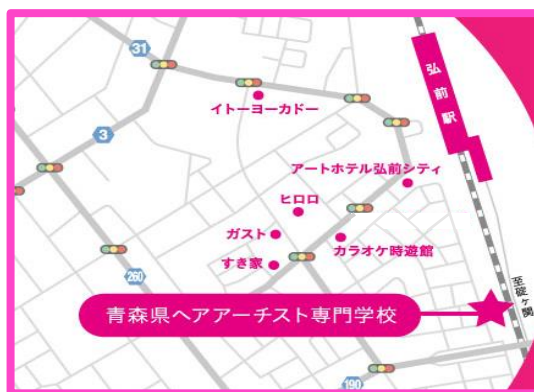 31
弘前駅
イトーヨーカドー
3
アートホテル弘前シティ
ヒロロ
ガスト
カラオケ時遊館
すき家
260
至碇ヶ関
青森県ヘアアーチスト専門学校
190